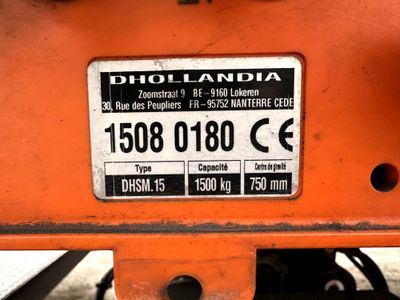 DHOLLANDIA
Zoomstraat 9 BE-9160 Lokeren
30, Rue des Peupliers FR-95752 NANTERRE CEDE
1508 0180 CE
Type Capacité Centre de gravité
DHSM.15 1500 kg 750 mm